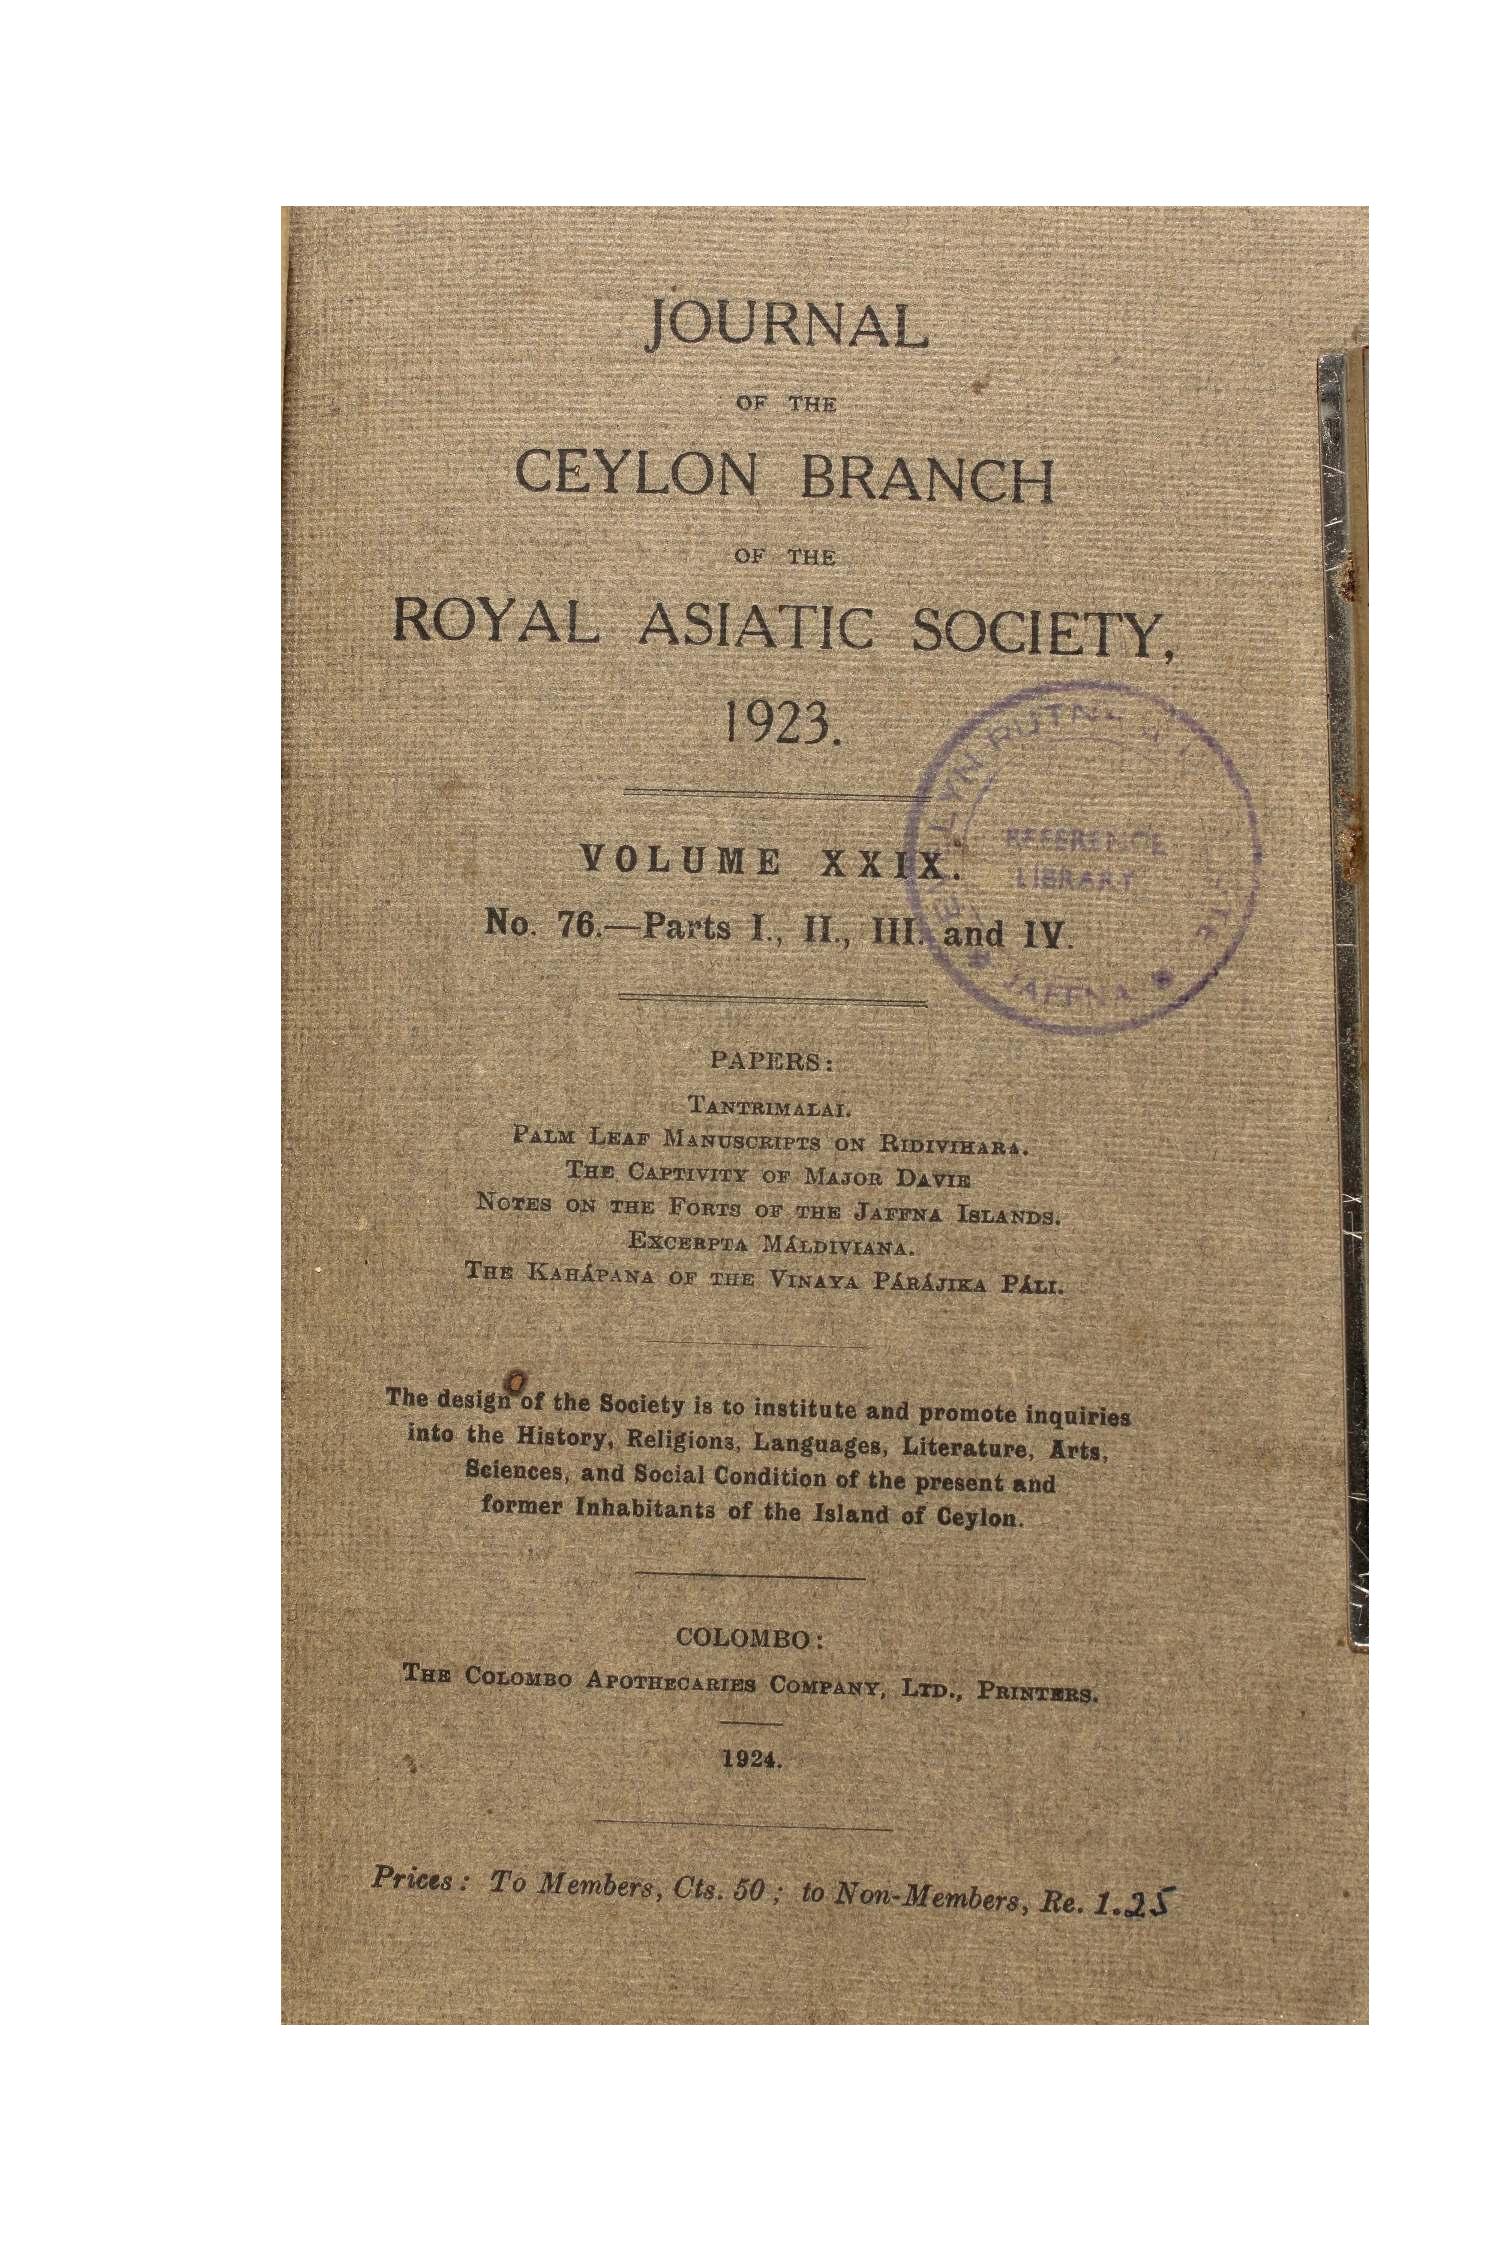 JOURNAL
OF THE
CEYLON BRANCH
OF THE
ROYAL ASIATIC SOCIETY,
1923.
VOLUME XXIX.
No. 76.—Parts I., II., III. and IV.
REFERENCE
LIBRARY
JAFFNA
PAPERS:
TANTRIMALAI.
PALM LEAF MANUSCRIPTS ON RIDIVIHARA.
THE CAPTIVITY OF MAJOR DAVIE
NOTES ON THE FORTS OF THE JAFFNA ISLANDS.
EXCERPTA MÁLDIVIANA.
THE KAHÁPANA OF THE VINAYA PÁRÁJIKA PÁLI.
The design of the Society is to institute and promote inquiries
into the History, Religions, Languages, Literature, Arts,
Sciences, and Social Condition of the present and
former Inhabitants of the Island of Ceylon.
COLOMBO:
THE COLOMBO APOTHECARIES COMPANY, LTD., PRINTERS.
1924.
Prices: To Members, Cts. 50; to Non-Members, Re. 1.25